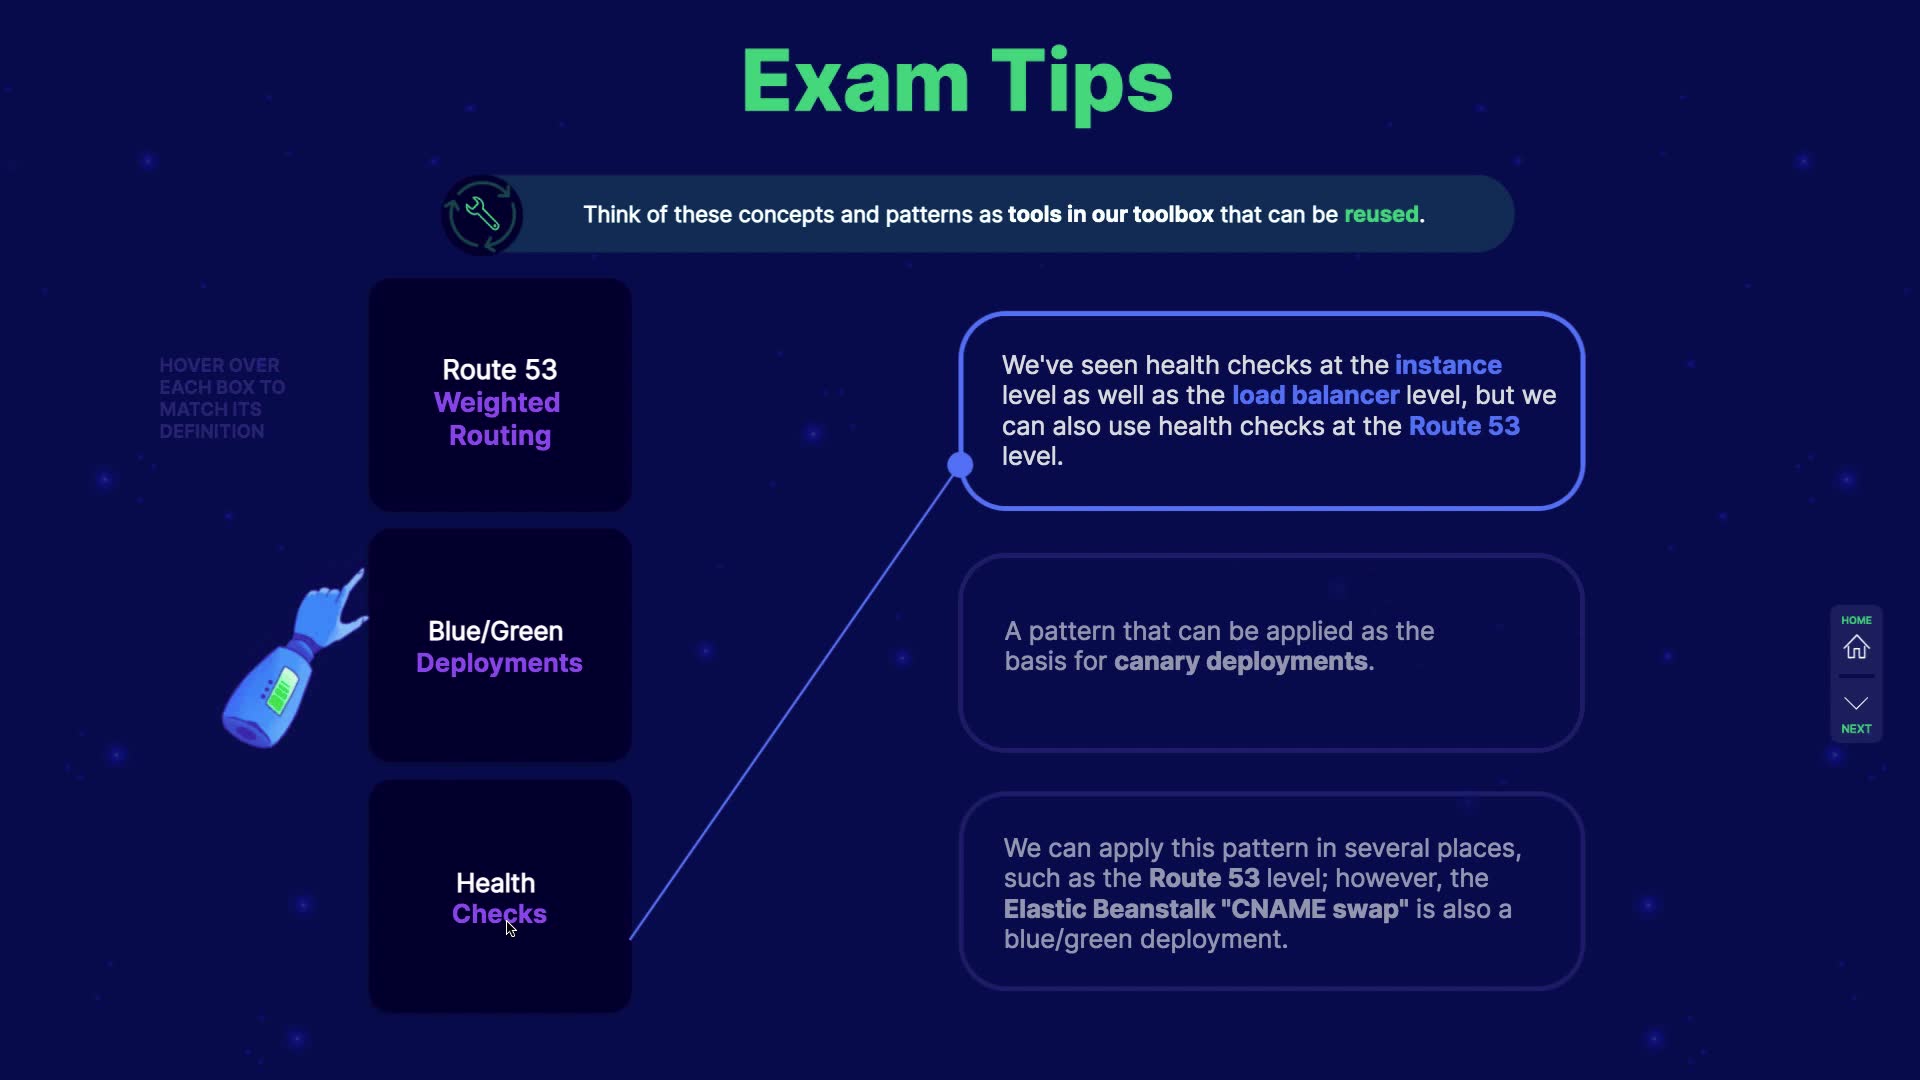 Exam Tips
Think of these concepts and patterns as tools in our toolbox that can be reused.
HOVER OVER
EACH BOX TO
MATCH ITS
DEFINITION
Route 53
Weighted
Routing
Blue/Green
Deployments
Health
Checks
We've seen health checks at the instance
level as well as the load balancer level, but we
can also use health checks at the Route 53
level.
A pattern that can be applied as the
basis for canary deployments.
We can apply this pattern in several places,
such as the Route 53 level; however, the
Elastic Beanstalk "CNAME swap" is also a
blue/green deployment.
HOME
NEXT